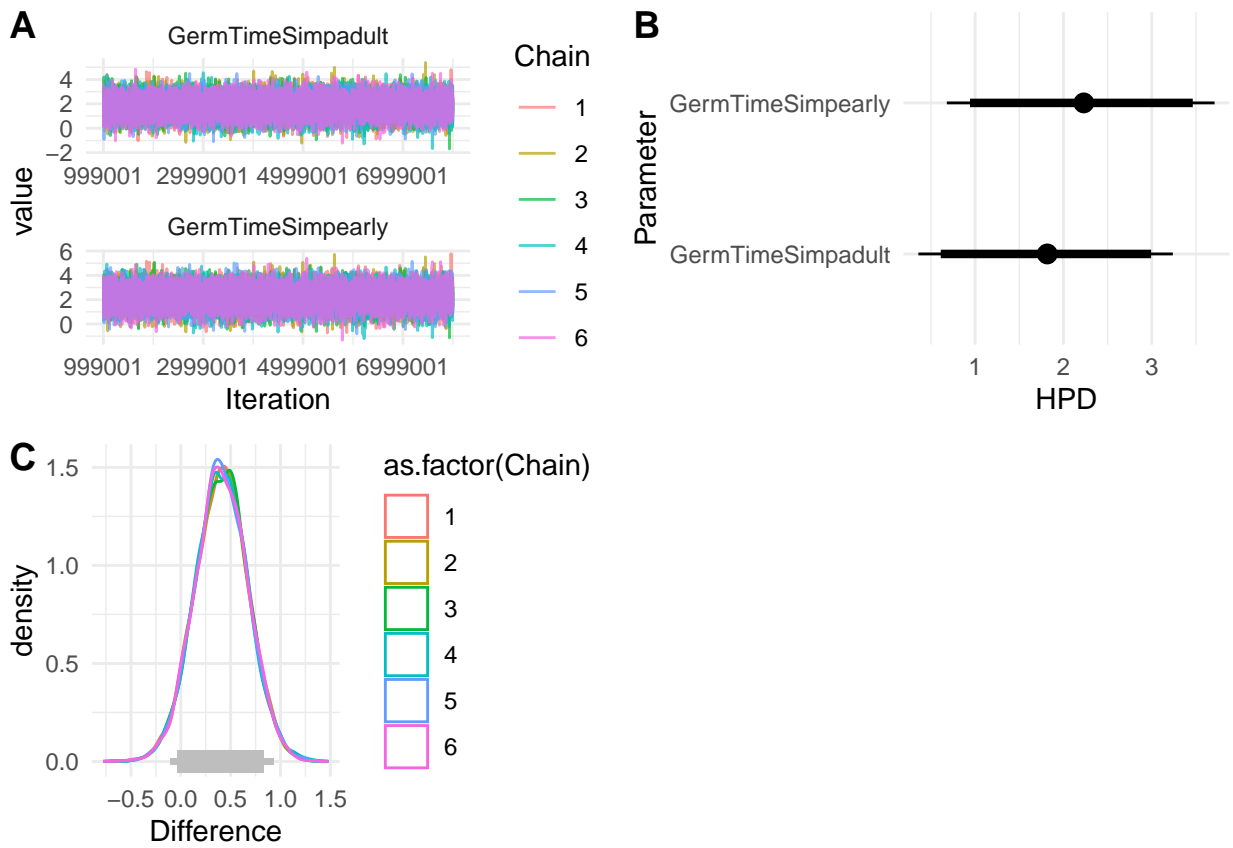 A
GermTimeSimpadult
4
2
0
−2
999001 2999001 4999001 6999001
GermTimeSimpearly
6
4
2
0
999001 2999001 4999001 6999001
value
Iteration
Chain
1
2
3
4
5
6
B
Parameter
GermTimeSimpearly
GermTimeSimpadult
1 2 3
HPD
C
density
1.5
1.0
0.5
0.0
−0.5 0.0 0.5 1.0 1.5
Difference
as.factor(Chain)
1
2
3
4
5
6